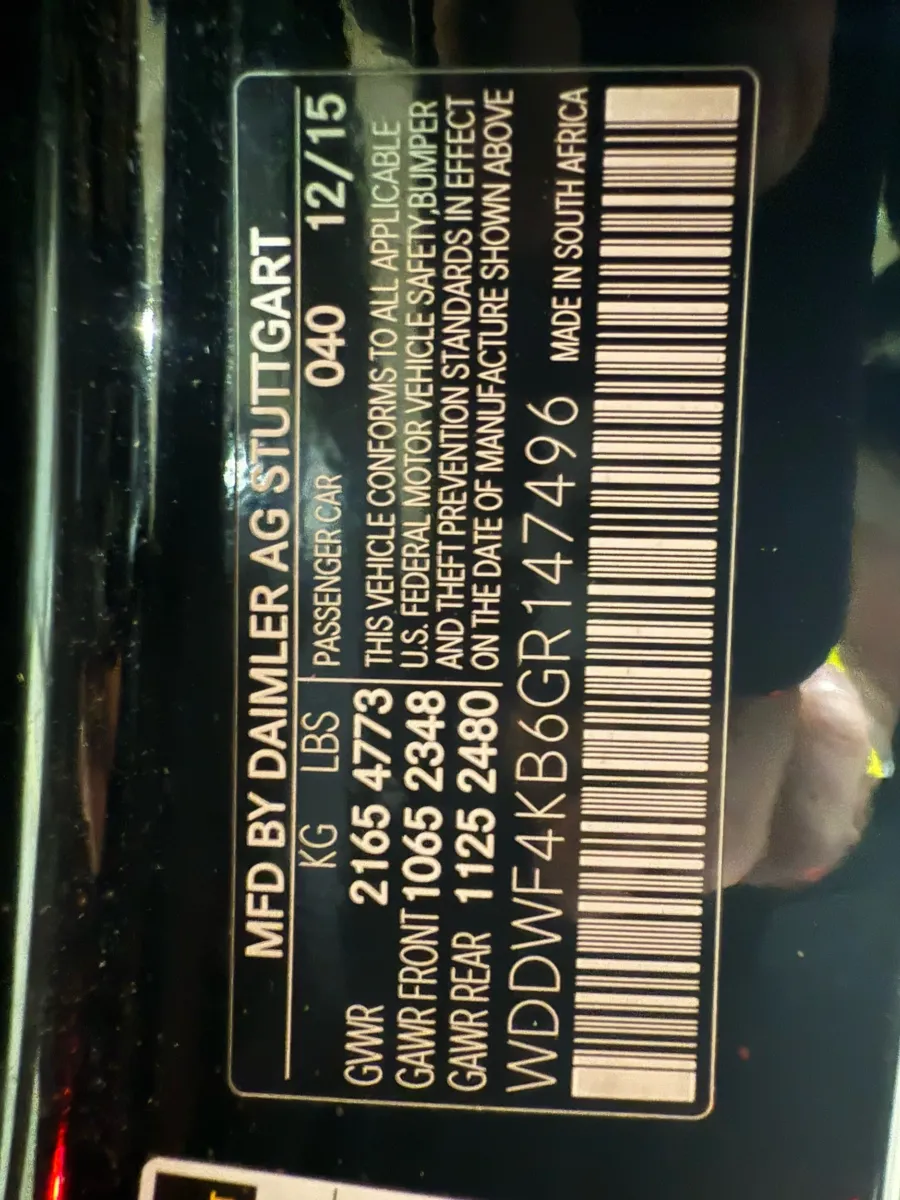 MFD BY DAIMLER AG STUTTGART
KG LBS PASSENGER CAR 040 12/15
GVWR 2165 4773 THIS VEHICLE CONFORMS TO ALL APPLICABLE
GAWR FRONT 1065 2348 U.S. FEDERAL MOTOR VEHICLE SAFETY,BUMPER
GAWR REAR 1125 2480 AND THEFT PREVENTION STANDARDS IN EFFECT
ON THE DATE OF MANUFACTURE SHOWN ABOVE
WDDWF4KB6GR147496 MADE IN SOUTH AFRICA